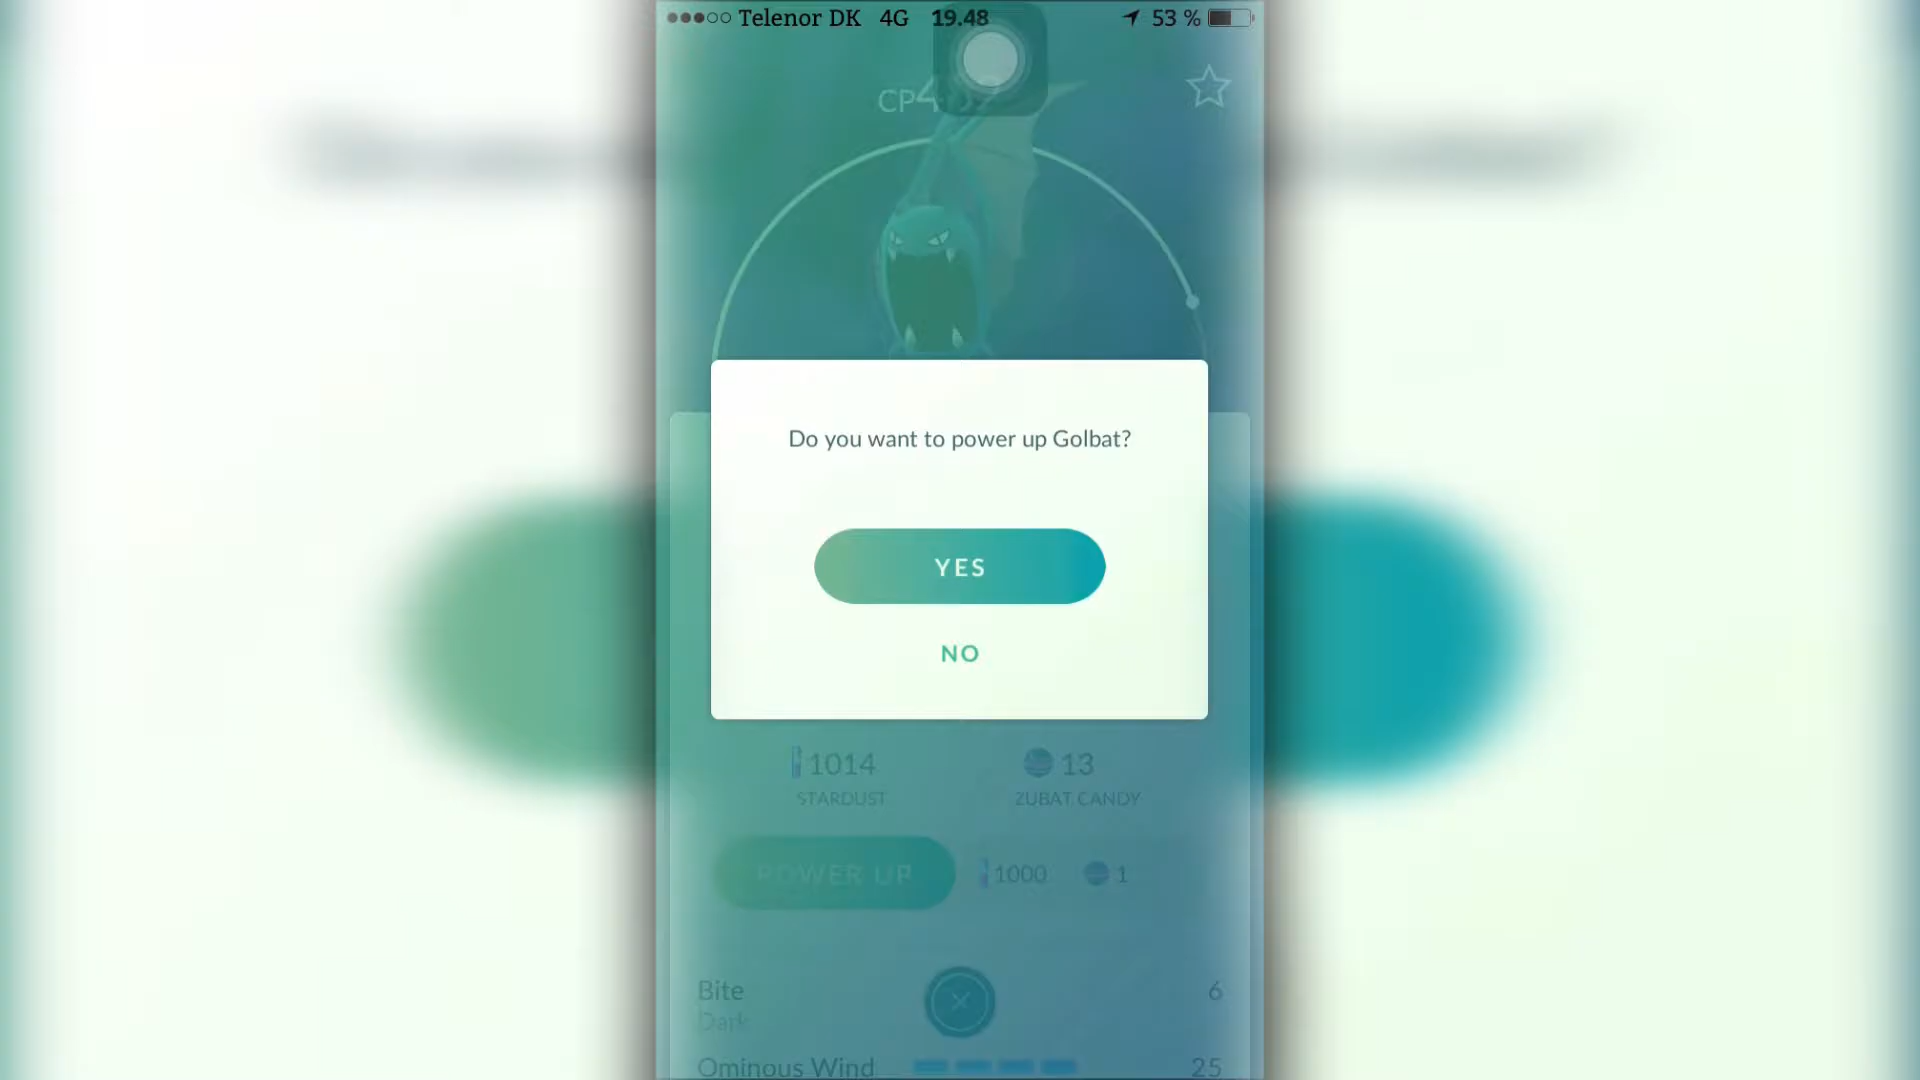 Telenor DK 4G 19.48 53 %
CP
Do you want to power up Golbat?
YES
NO
1014 13
STARDUST ZUBAT CANDY
POWER UP 1000 1
Bite 6
Dark
Ominous Wind 25